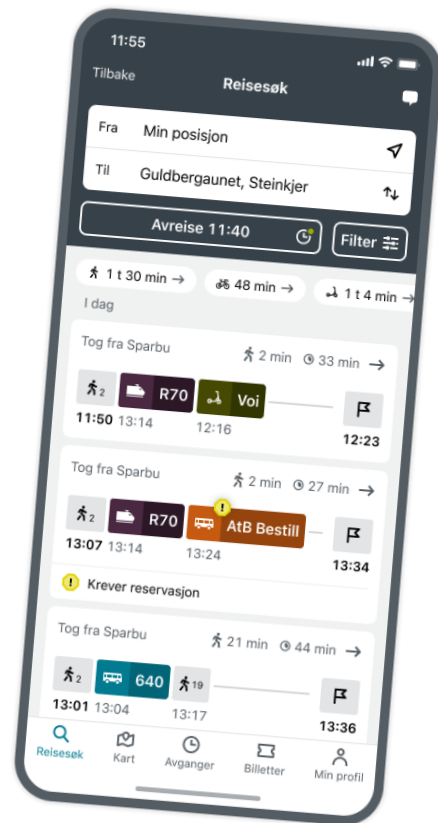 11:55
Tilbake
Reisesøk
Fra Min posisjon
Til Guldbergaunet, Steinkjer
Avreise 11:40
Filter
1 t 30 min →
48 min →
1 t 4 min →
I dag
Tog fra Sparbu 2 min 33 min →
2 R70 Voi
11:50 13:14 12:16 12:23
Tog fra Sparbu 2 min 27 min →
2 R70 ! AtB Bestill
13:07 13:14 13:24 13:34
! Krever reservasjon
Tog fra Sparbu 21 min 44 min →
2 640 19
13:01 13:04 13:17 13:36
Reisesøk Kart Avganger Billetter Min profil